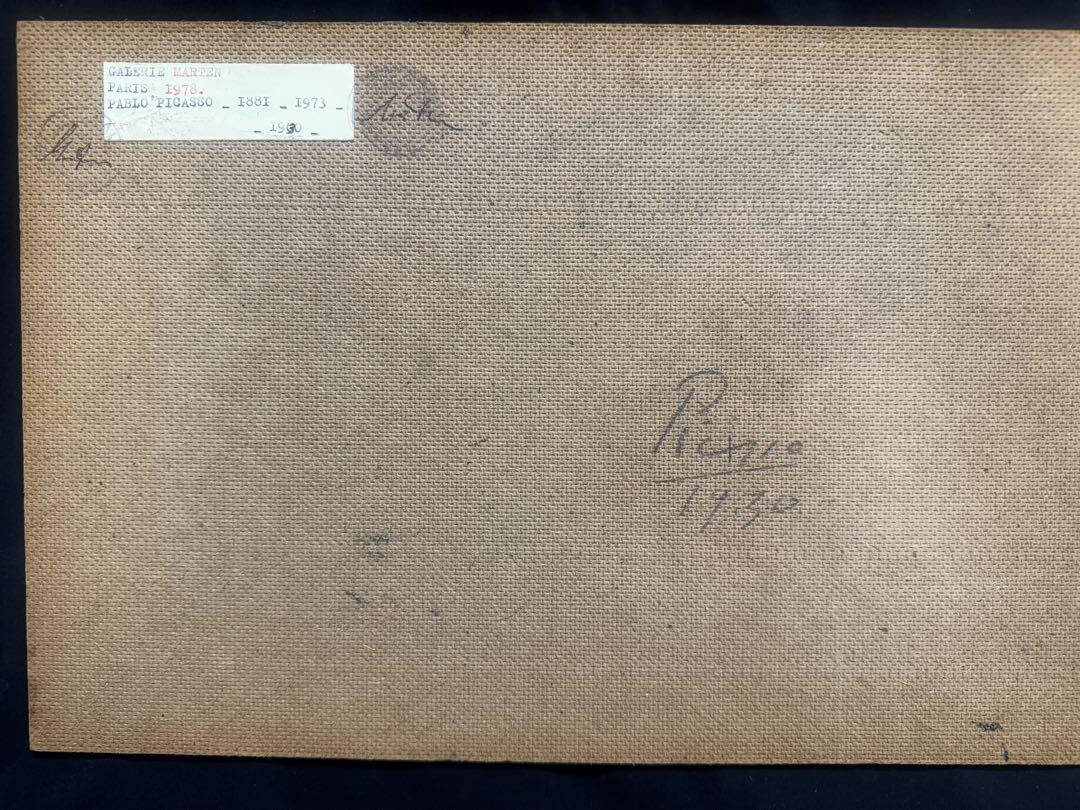 GALERIE MARTEN
PARIS 1978.
PABLO PICASSO _ 1881 _ 1973 _
_ 1930 _
Picasso
1930